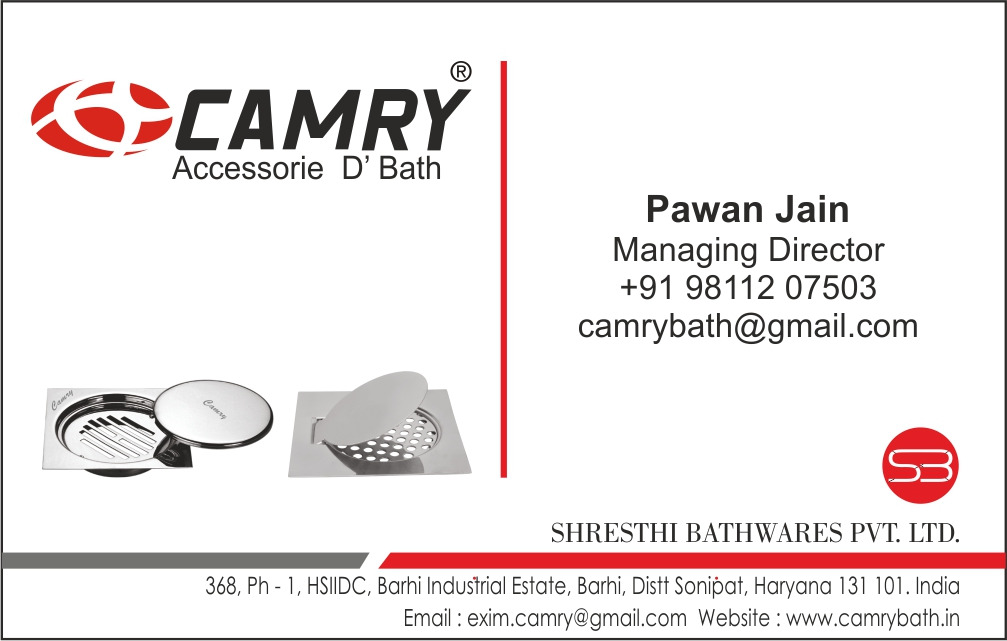 CAMRY®
Accessorie D' Bath
Pawan Jain
Managing Director
+91 98112 07503
camrybath@gmail.com
Camry
Camry
SB
SHRESTHI BATHWARES PVT. LTD.
368, Ph - 1, HSIIDC, Barhi Industrial Estate, Barhi, Distt Sonipat, Haryana 131 101. India
Email : exim.camry@gmail.com Website : www.camrybath.in